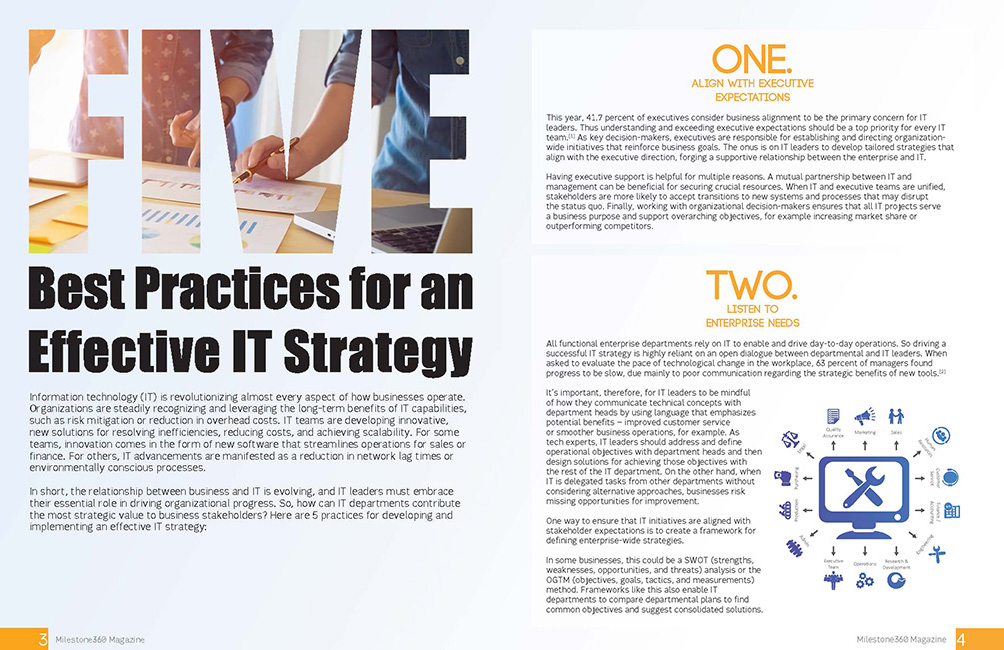 FIVE
Best Practices for an
Effective IT Strategy
Information technology (IT) is revolutionizing almost every aspect of how businesses operate.
Organizations are steadily recognizing and leveraging the long-term benefits of IT capabilities,
such as risk mitigation or reduction in overhead costs. IT teams are developing innovative,
new solutions for resolving inefficiencies, reducing costs, and achieving scalability. For some
teams, innovation comes in the form of new software that streamlines operations for sales or
finance. For others, IT advancements are manifested as a reduction in network lag times or
environmentally conscious processes.
In short, the relationship between business and IT is evolving, and IT leaders must embrace
their essential role in driving organizational progress. So, how can IT departments contribute
the most strategic value to business stakeholders? Here are 5 practices for developing and
implementing an effective IT strategy:
3 Milestone360 Magazine
ONE.
ALIGN WITH EXECUTIVE
EXPECTATIONS
This year, 41.7 percent of executives consider business alignment to be the primary concern for IT
leaders. Thus understanding and exceeding executive expectations should be a top priority for every IT
team.[1] As key decision-makers, executives are responsible for establishing and directing organization-
wide initiatives that reinforce business goals. The onus is on IT leaders to develop tailored strategies that
align with the executive direction, forging a supportive relationship between the enterprise and IT.
Having executive support is helpful for multiple reasons. A mutual partnership between IT and
management can be beneficial for securing crucial resources. When IT and executive teams are unified,
stakeholders are more likely to accept transitions to new systems and processes that may disrupt
the status quo. Finally, working with organizational decision-makers ensures that all IT projects serve
a business purpose and support overarching objectives, for example increasing market share or
outperforming competitors.
TWO.
LISTEN TO
ENTERPRISE NEEDS
All functional enterprise departments rely on IT to enable and drive day-to-day operations. So driving a
successful IT strategy is highly reliant on an open dialogue between departmental and IT leaders. When
asked to evaluate the pace of technological change in the workplace, 63 percent of managers found
progress to be slow, due mainly to poor communication regarding the strategic benefits of new tools.[2]
It's important, therefore, for IT leaders to be mindful
of how they communicate technical concepts with
department heads by using language that emphasizes
potential benefits – improved customer service
or smoother business operations, for example. As
tech experts, IT leaders should address and define
operational objectives with department heads and then
design solutions for achieving those objectives with
the rest of the IT department. On the other hand, when
IT is delegated tasks from other departments without
considering alternative approaches, businesses risk
missing opportunities for improvement.
One way to ensure that IT initiatives are aligned with
stakeholder expectations is to create a framework for
defining enterprise-wide strategies.
In some businesses, this could be a SWOT (strengths,
weaknesses, opportunities, and threats) analysis or the
OGTM (objectives, goals, tactics, and measurements)
method. Frameworks like this also enable IT
departments to compare departmental plans to find
common objectives and suggest consolidated solutions.
Quality
Assurance
Marketing
Sales
Human
Resources
Customer
Service
Finance /
Accounting
Engineering
Research &
Development
Operations
Executive
Team
Admin
Production
Purchasing
Legal
Milestone360 Magazine 4